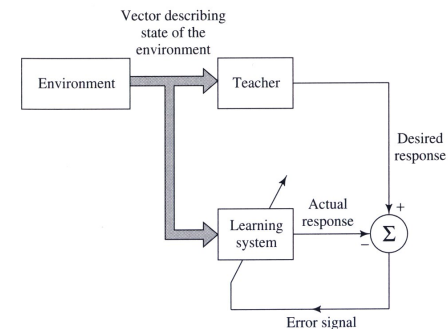 Vector describing
state of the
environment
Environment
Teacher
Desired
response
Learning
system
Actual
response
+
−
Σ
Error signal